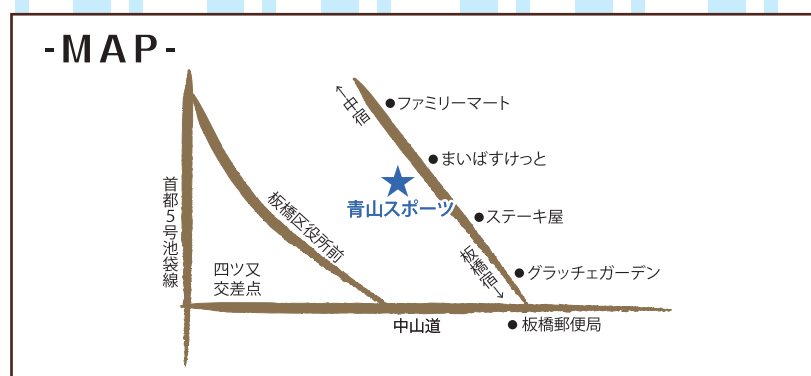 -MAP-
←中宿
ファミリーマート
まいばすけっと
青山スポーツ
ステーキ屋
首都5号池袋線
板橋区役所前
板橋宿→
グラッチェガーデン
四ツ又
交差点
中山道
板橋郵便局